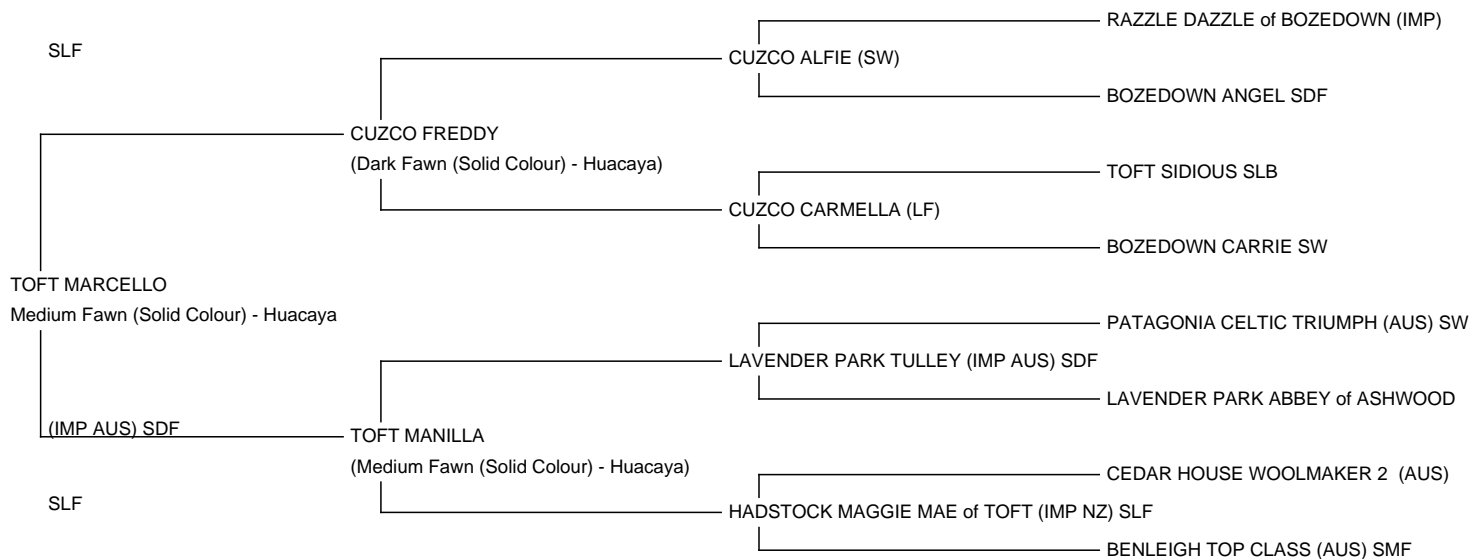 RAZZLE DAZZLE of BOZEDOWN (IMP)
SLF
CUZCO ALFIE (SW)
BOZEDOWN ANGEL SDF
CUZCO FREDDY
(Dark Fawn (Solid Colour) - Huacaya)
TOFT SIDIOUS SLB
CUZCO CARMELLA (LF)
BOZEDOWN CARRIE SW
TOFT MARCELLO
Medium Fawn (Solid Colour) - Huacaya
PATAGONIA CELTIC TRIUMPH (AUS) SW
LAVENDER PARK TULLEY (IMP AUS) SDF
LAVENDER PARK ABBEY of ASHWOOD
(IMP AUS) SDF
TOFT MANILLA
(Medium Fawn (Solid Colour) - Huacaya)
CEDAR HOUSE WOOLMAKER 2 (AUS)
SLF
HADSTOCK MAGGIE MAE of TOFT (IMP NZ) SLF
BENLEIGH TOP CLASS (AUS) SMF